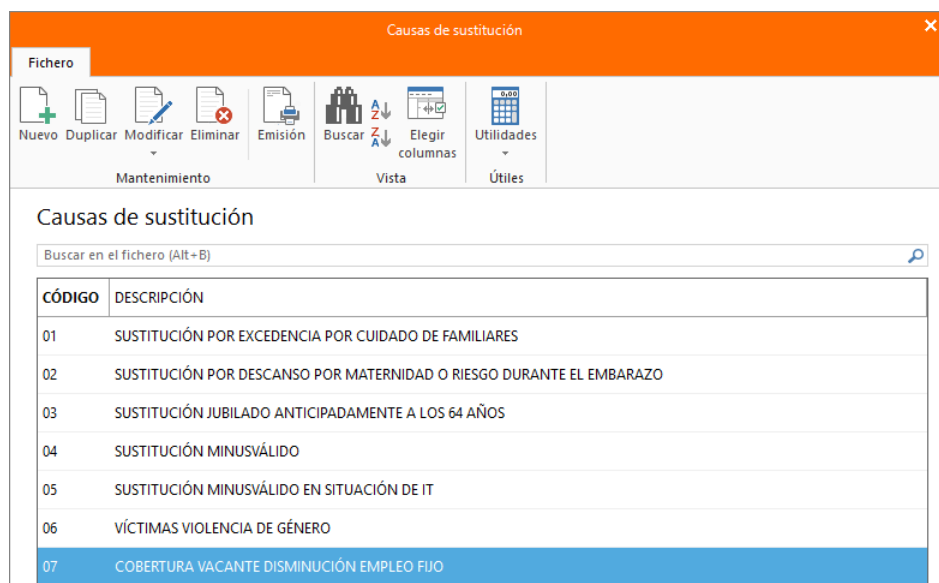 Causas de sustitución
Fichero
Nuevo Duplicar Modificar Eliminar Emisión Buscar Elegir columnas Utilidades
Mantenimiento Vista Útiles
Causas de sustitución
Buscar en el fichero (Alt+B)
CÓDIGO DESCRIPCIÓN
01 SUSTITUCIÓN POR EXCEDENCIA POR CUIDADO DE FAMILIARES
02 SUSTITUCIÓN POR DESCANSO POR MATERNIDAD O RIESGO DURANTE EL EMBARAZO
03 SUSTITUCIÓN JUBILADO ANTICIPADAMENTE A LOS 64 AÑOS
04 SUSTITUCIÓN MINUSVÁLIDO
05 SUSTITUCIÓN MINUSVÁLIDO EN SITUACIÓN DE IT
06 VÍCTIMAS VIOLENCIA DE GÉNERO
07 COBERTURA VACANTE DISMINUCIÓN EMPLEO FIJO